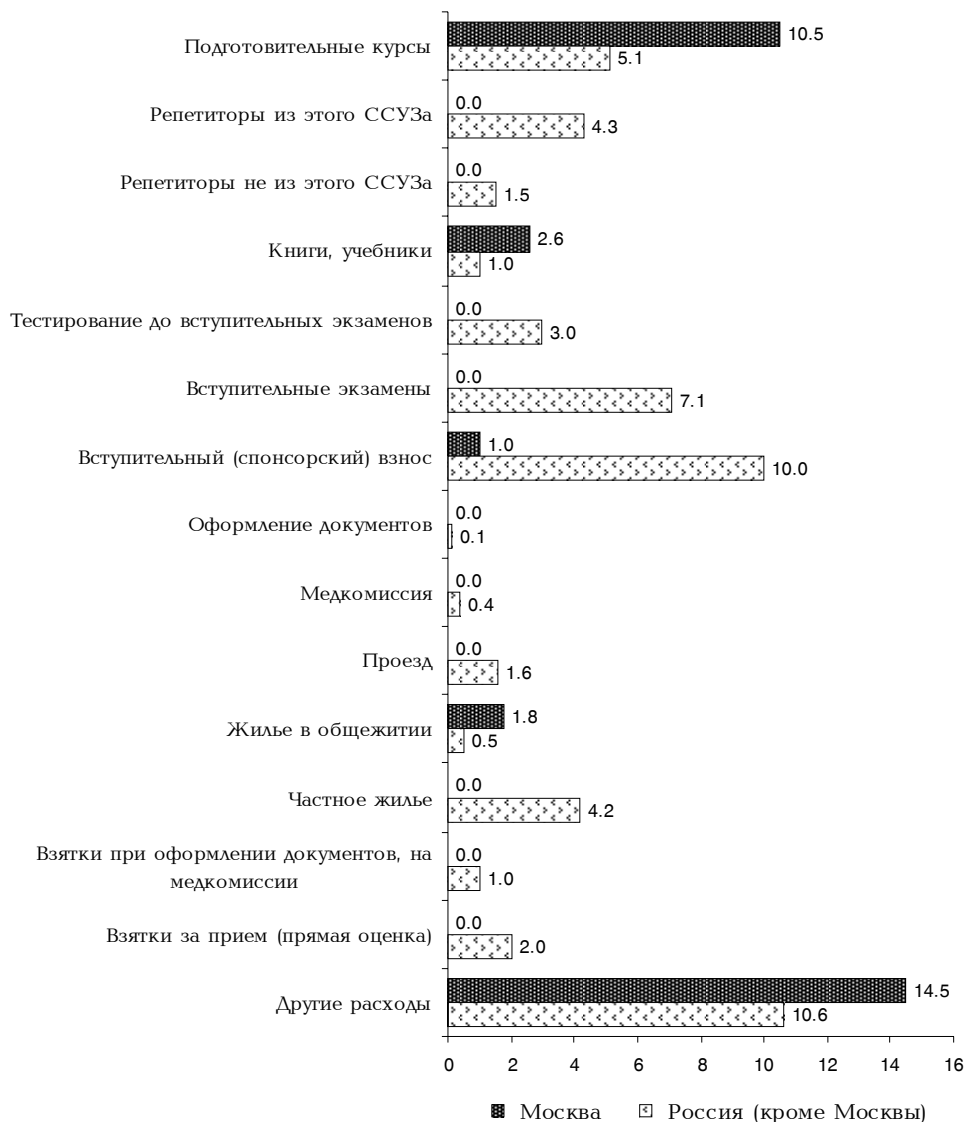 10.5
Подготовительные курсы
5.1
0.0
Репетиторы из этого ССУЗа
4.3
0.0
Репетиторы не из этого ССУЗа
1.5
2.6
Книги, учебники
1.0
0.0
Тестирование до вступительных экзаменов
3.0
0.0
Вступительные экзамены
7.1
1.0
Вступительный (спонсорский) взнос
10.0
0.0
Оформление документов
0.1
0.0
Медкомиссия
0.4
0.0
Проезд
1.6
1.8
Жилье в общежитии
0.5
0.0
Частное жилье
4.2
0.0
Взятки при оформлении документов, на
медкомиссии
1.0
0.0
Взятки за прием (прямая оценка)
2.0
14.5
Другие расходы
10.6
0 2 4 6 8 10 12 14 16
Москва Россия (кроме Москвы)